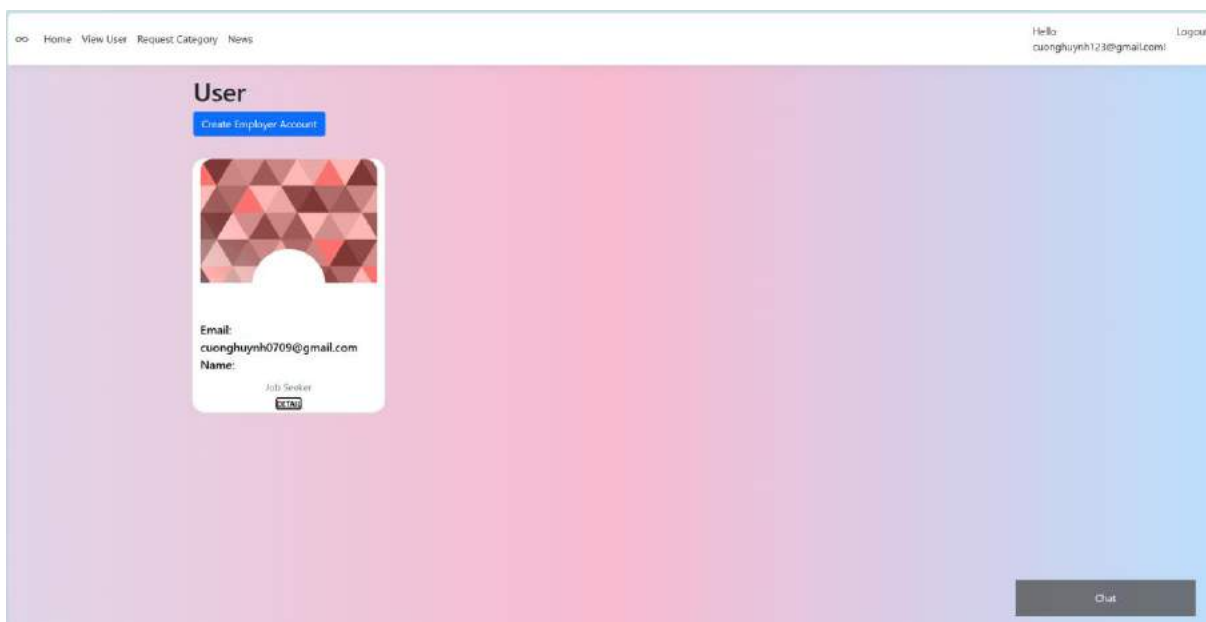 Home View User Request Category News
Hello
cuonghuynh123@gmail.com!
Logout
User
Create Employer Account
Email:
cuonghuynh0709@gmail.com
Name:
Job Seeker
DETAIL
Chat